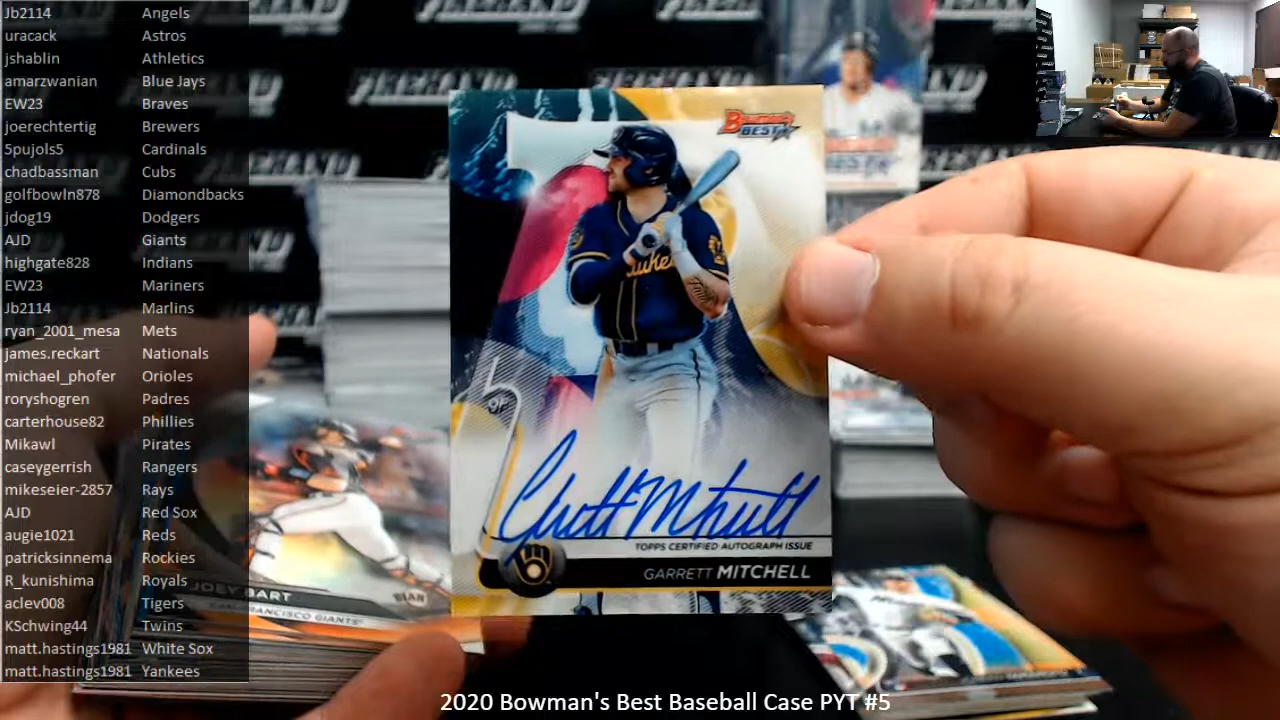 Jb2114 Angels
uracack Astros
jshablin Athletics
amarzwanian Blue Jays
EW23 Braves
joerechtertig Brewers
5pujols5 Cardinals
chadbassman Cubs
golfbowln878 Diamondbacks
jdog19 Dodgers
AJD Giants
highgate828 Indians
EW23 Mariners
Jb2114 Marlins
ryan_2001_mesa Mets
james.reckart Nationals
michael_phofer Orioles
roryshogren Padres
carterhouse82 Phillies
Mikawl Pirates
caseygerrish Rangers
mikeseier-2857 Rays
AJD Red Sox
augie1021 Reds
patricksinnema Rockies
R_kunishima Royals
aclev008 Tigers
KSchwing44 Twins
matt.hastings1981 White Sox
matt.hastings1981 Yankees
FIREHAND
Bowman's
BEST
OF
TOPPS CERTIFIED AUTOGRAPH ISSUE
GARRETT MITCHELL
JOEY BART
SAN FRANCISCO GIANTS
2020 Bowman's Best Baseball Case PYT #5